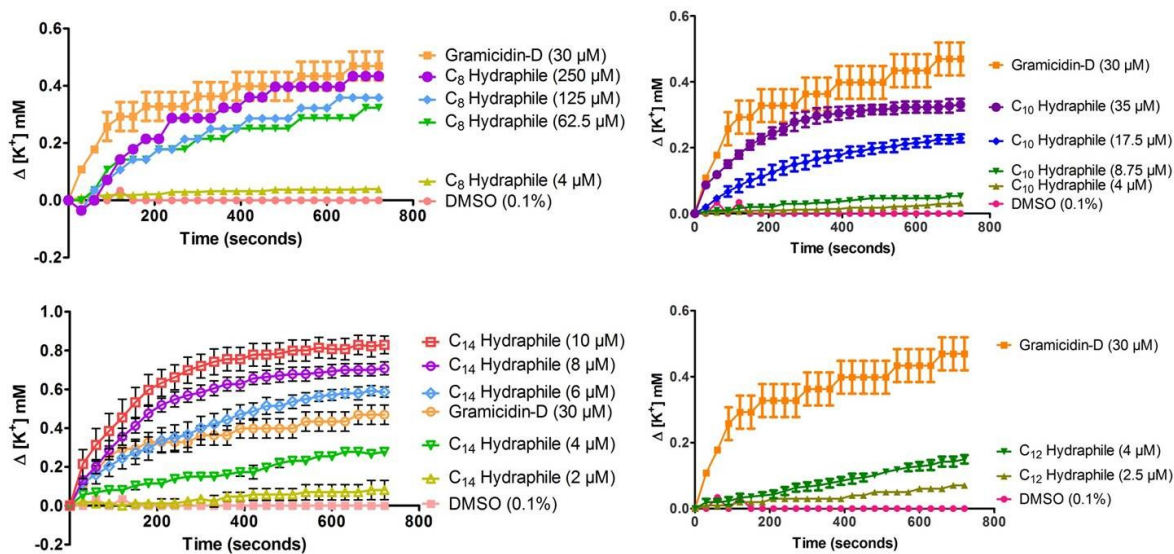 0.6
0.4
0.2
0.0
-0.2
Δ [K⁺] mM
200
400
600
800
Time (seconds)
Gramicidin-D (30 µM)
C₈ Hydraphile (250 µM)
C₈ Hydraphile (125 µM)
C₈ Hydraphile (62.5 µM)
C₈ Hydraphile (4 µM)
DMSO (0.1%)
0.6
0.4
0.2
0.0
Δ [K⁺] mM
0
200
400
600
800
Time (seconds)
Gramicidin-D (30 µM)
C₁₀ Hydraphile (35 µM)
C₁₀ Hydraphile (17.5 µM)
C₁₀ Hydraphile (8.75 µM)
C₁₀ Hydraphile (4 µM)
DMSO (0.1%)
1.0
0.8
0.6
0.4
0.2
0.0
-0.2
Δ [K⁺] mM
200
400
600
800
Time (seconds)
C₁₄ Hydraphile (10 µM)
C₁₄ Hydraphile (8 µM)
C₁₄ Hydraphile (6 µM)
Gramicidin-D (30 µM)
C₁₄ Hydraphile (4 µM)
C₁₄ Hydraphile (2 µM)
DMSO (0.1%)
0.6
0.4
0.2
0.0
Δ [K⁺] mM
0
200
400
600
800
Time (seconds)
Gramicidin-D (30 µM)
C₁₂ Hydraphile (4 µM)
C₁₂ Hydraphile (2.5 µM)
DMSO (0.1%)